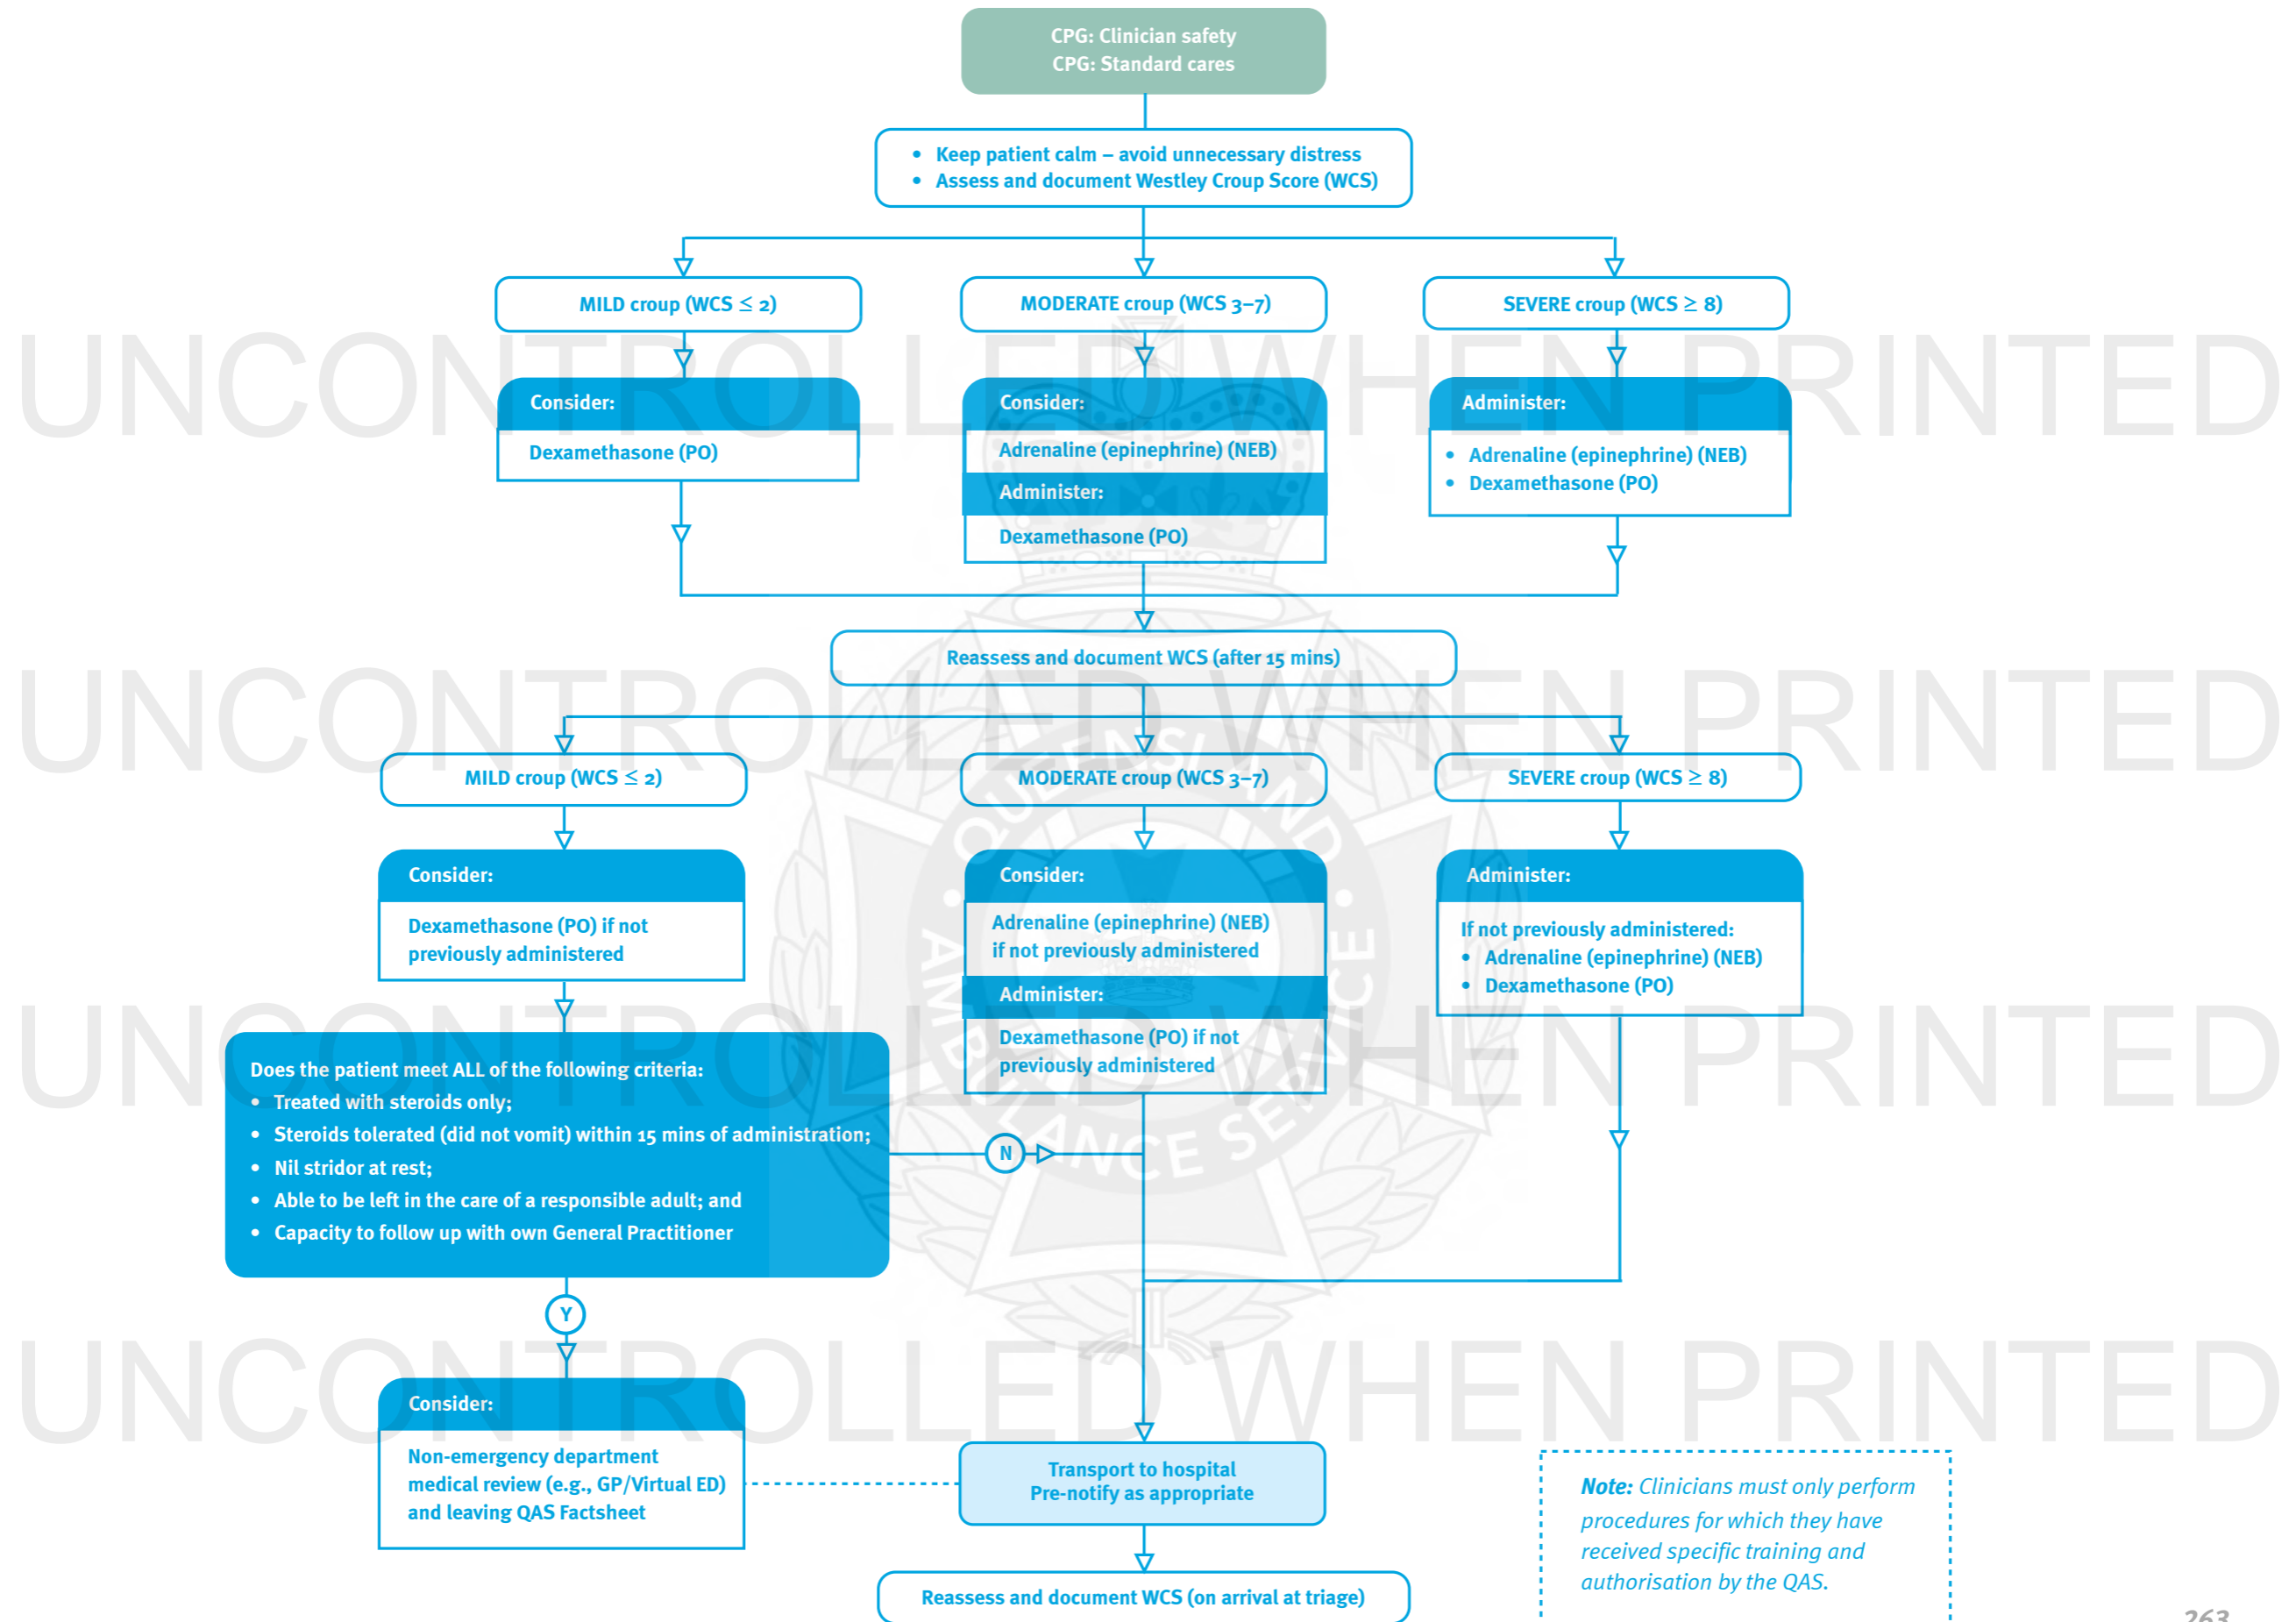 CPG: Clinician safety
CPG: Standard cares
• Keep patient calm – avoid unnecessary distress
• Assess and document Westley Croup Score (WCS)
MILD croup (WCS ≤ 2)
MODERATE croup (WCS 3–7)
SEVERE croup (WCS ≥ 8)
Consider:
Dexamethasone (PO)
Consider:
Adrenaline (epinephrine) (NEB)
Administer:
Dexamethasone (PO)
Administer:
• Adrenaline (epinephrine) (NEB)
• Dexamethasone (PO)
Reassess and document WCS (after 15 mins)
MILD croup (WCS ≤ 2)
MODERATE croup (WCS 3–7)
SEVERE croup (WCS ≥ 8)
Consider:
Dexamethasone (PO) if not
previously administered
Consider:
Adrenaline (epinephrine) (NEB)
if not previously administered
Administer:
Dexamethasone (PO) if not
previously administered
Administer:
If not previously administered:
• Adrenaline (epinephrine) (NEB)
• Dexamethasone (PO)
Does the patient meet ALL of the following criteria:
• Treated with steroids only;
• Steroids tolerated (did not vomit) within 15 mins of administration;
• Nil stridor at rest;
• Able to be left in the care of a responsible adult; and
• Capacity to follow up with own General Practitioner
N
Y
Consider:
Non-emergency department
medical review (e.g., GP/Virtual ED)
and leaving QAS Factsheet
Transport to hospital
Pre-notify as appropriate
Reassess and document WCS (on arrival at triage)
Note: Clinicians must only perform
procedures for which they have
received specific training and
authorisation by the QAS.
263
UNCONTROLLED WHEN PRINTED
UNCONTROLLED WHEN PRINTED
UNCONTROLLED WHEN PRINTED
UNCONTROLLED WHEN PRINTED
QUEENSLAND
AMBULANCE SERVICE